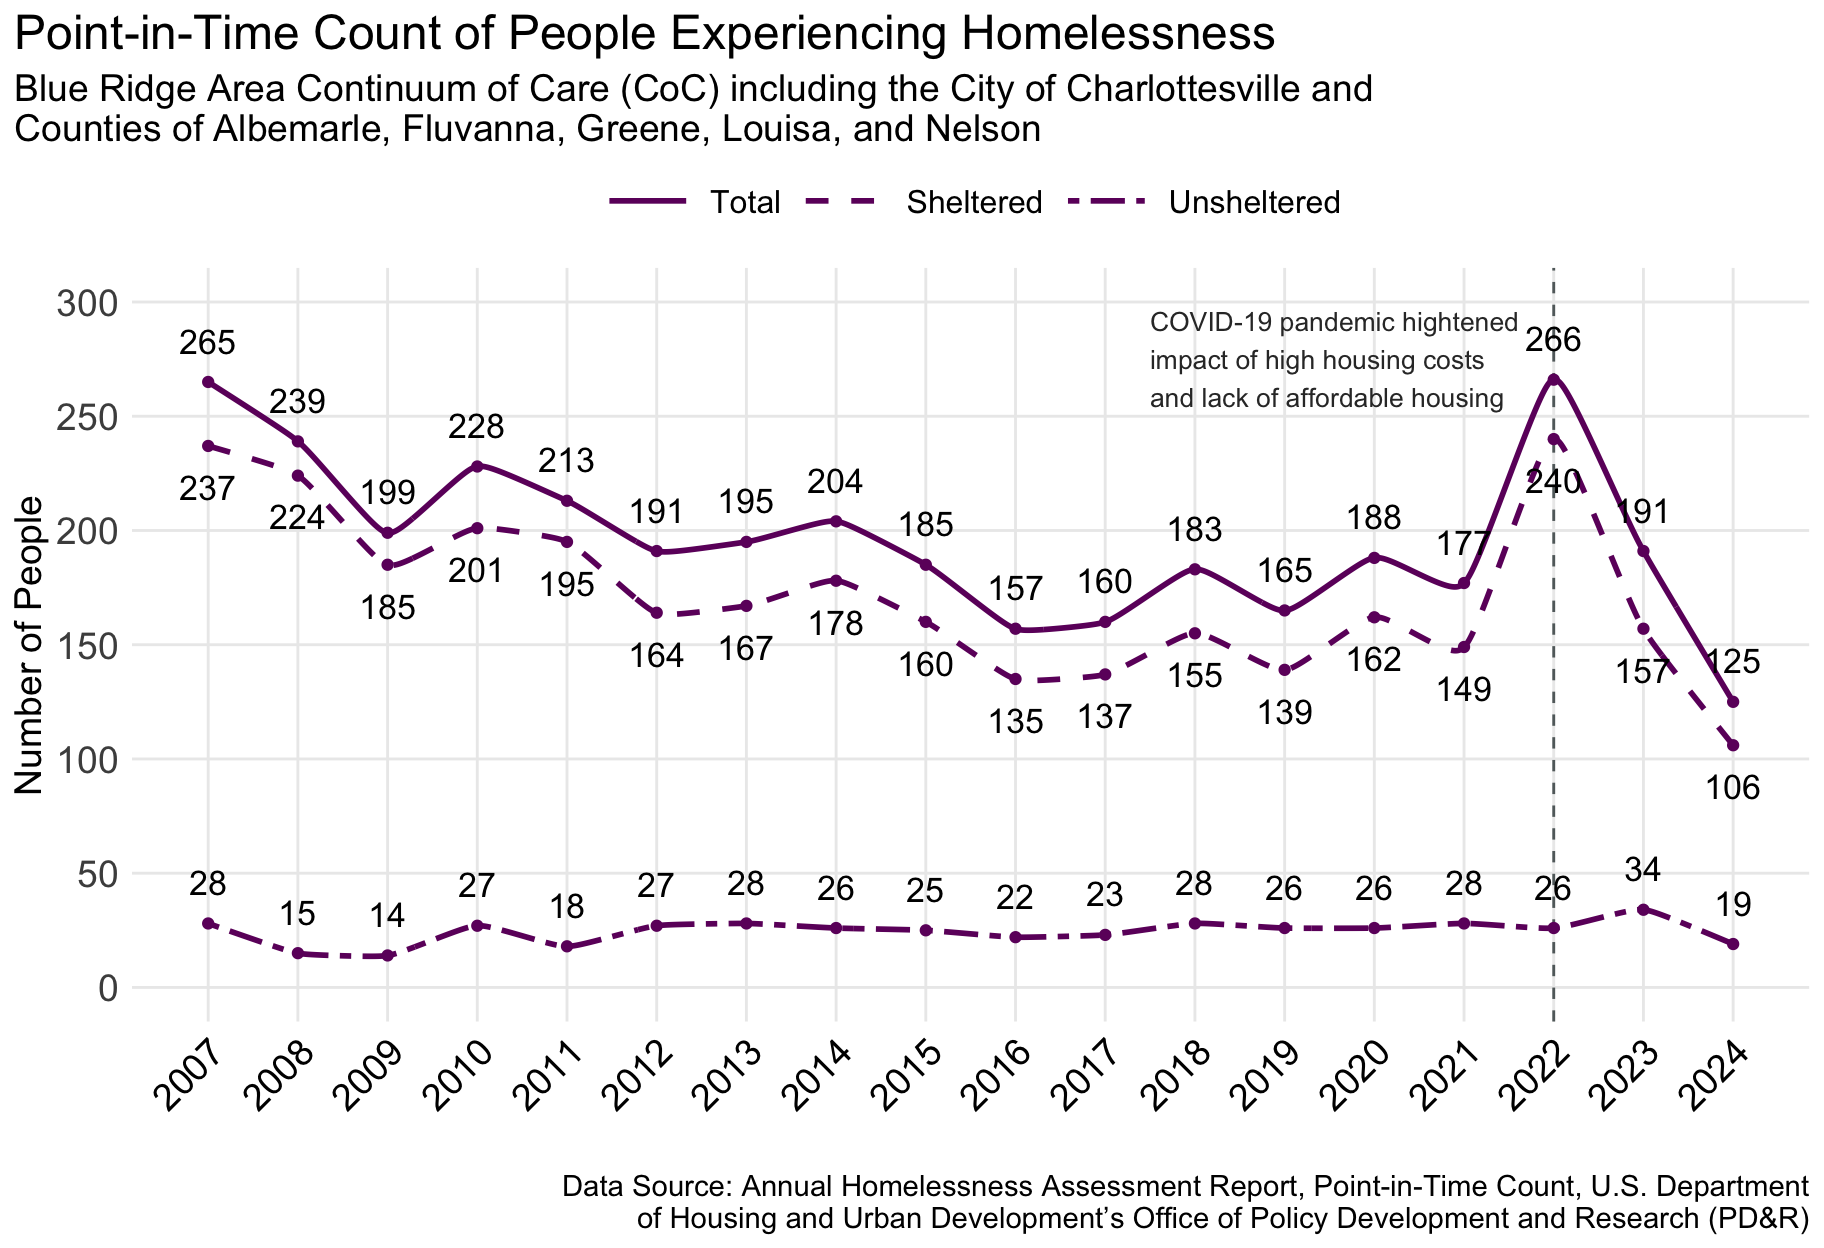 Point-in-Time Count of People Experiencing Homelessness
Blue Ridge Area Continuum of Care (CoC) including the City of Charlottesville and
Counties of Albemarle, Fluvanna, Greene, Louisa, and Nelson
Total Sheltered Unsheltered
Number of People
300
250
200
150
100
50
0
COVID-19 pandemic hightened
impact of high housing costs
and lack of affordable housing
265 239 199 228 213 191 195 204 185 157 160 183 165 188 177 266 191 125
237 224 185 201 195 164 167 178 160 135 137 155 139 162 149 240 157 106
28 15 14 27 18 27 28 26 25 22 23 28 26 26 28 26 34 19
2007 2008 2009 2010 2011 2012 2013 2014 2015 2016 2017 2018 2019 2020 2021 2022 2023 2024
Data Source: Annual Homelessness Assessment Report, Point-in-Time Count, U.S. Department
of Housing and Urban Development’s Office of Policy Development and Research (PD&R)